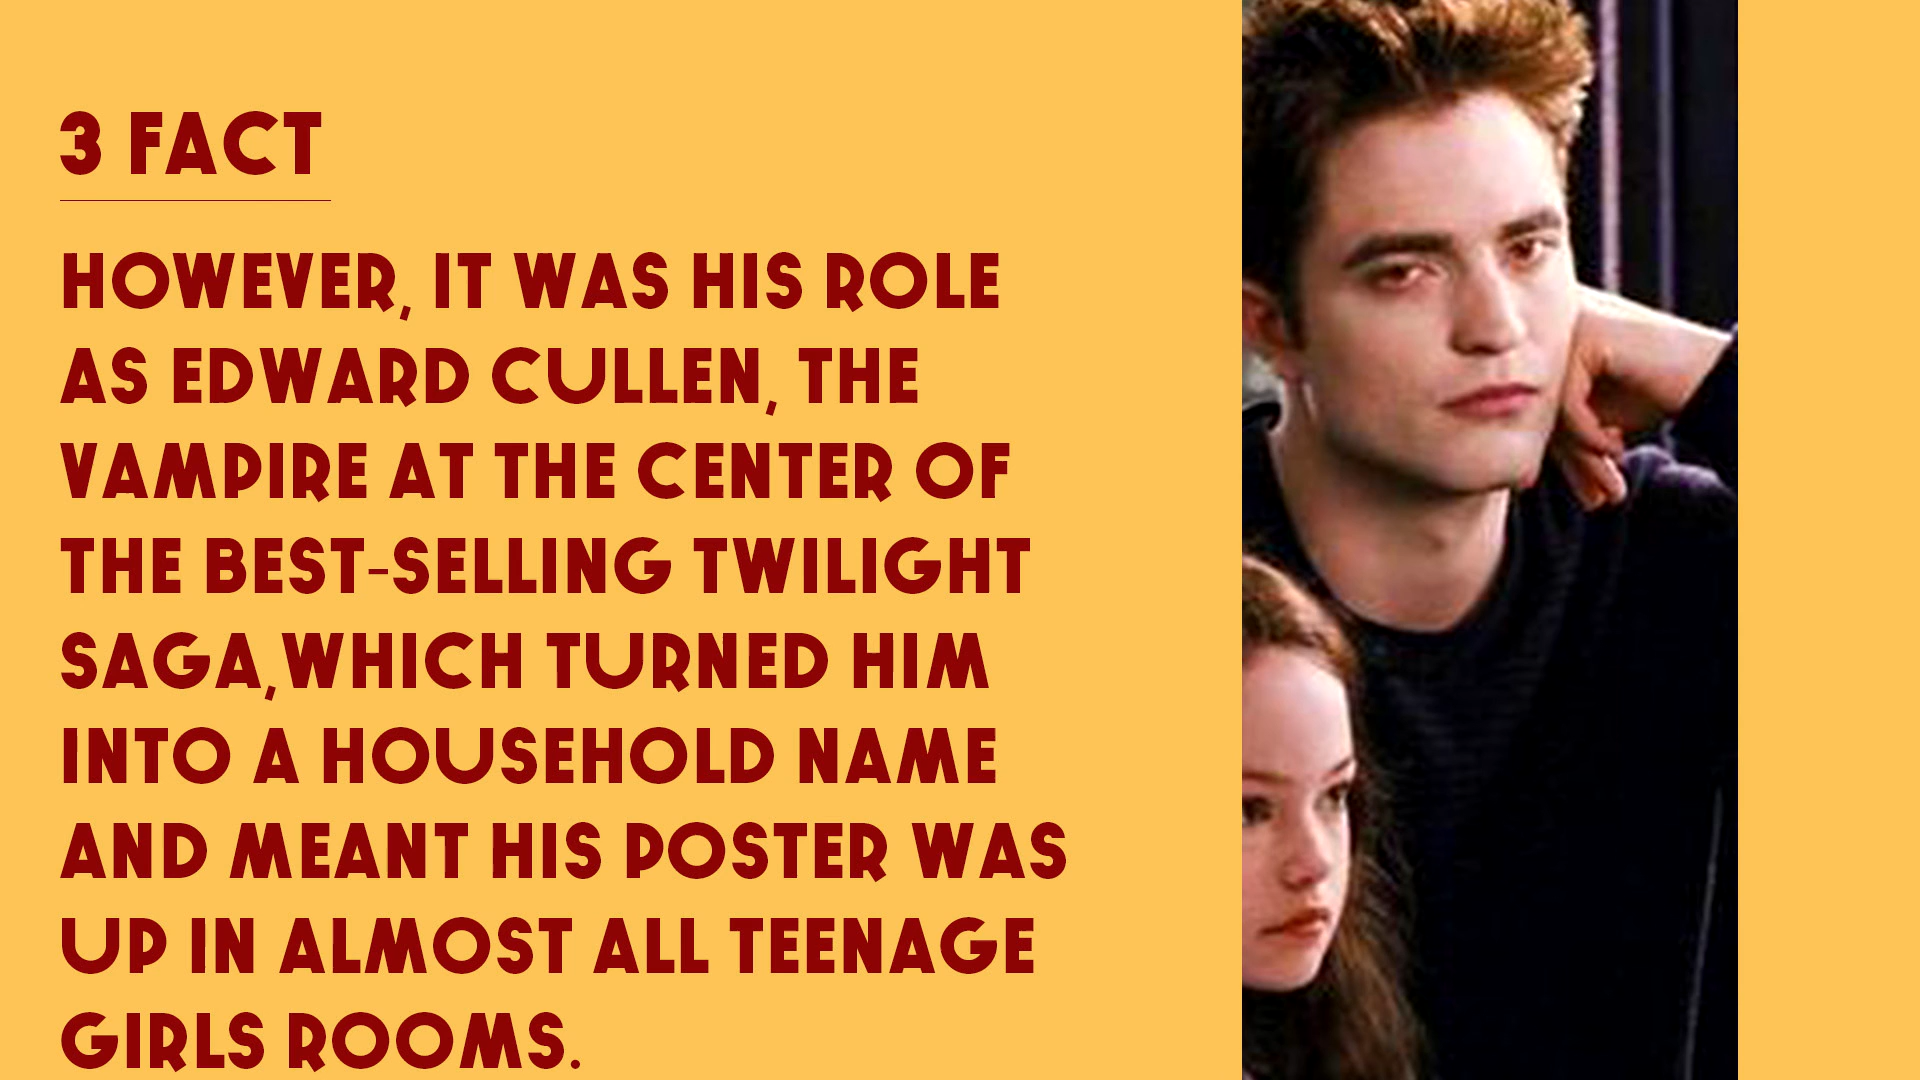 3 FACT
HOWEVER, IT WAS HIS ROLE
AS EDWARD CULLEN, THE
VAMPIRE AT THE CENTER OF
THE BEST-SELLING TWILIGHT
SAGA,WHICH TURNED HIM
INTO A HOUSEHOLD NAME
AND MEANT HIS POSTER WAS
UP IN ALMOST ALL TEENAGE
GIRLS ROOMS.